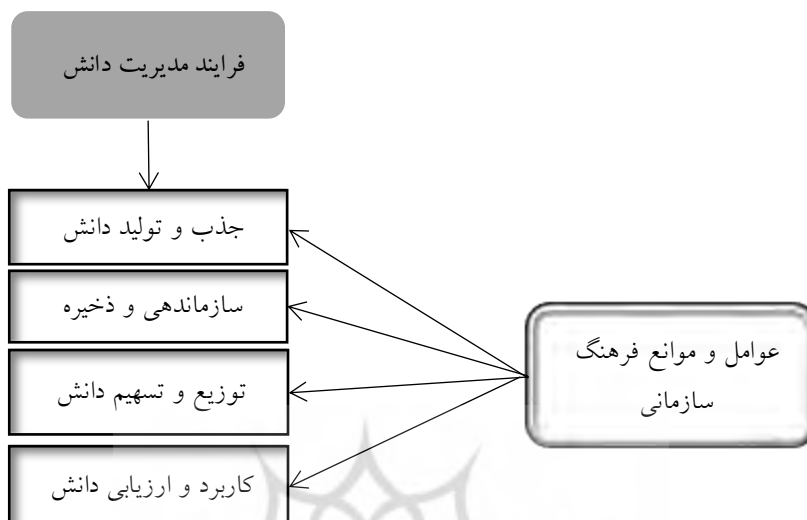 فرایند مدیریت دانش
جذب و تولید دانش
سازماندهی و ذخیره
توزیع و تسهیم دانش
کاربرد و ارزیابی دانش
عوامل و موانع فرهنگ
سازمانی